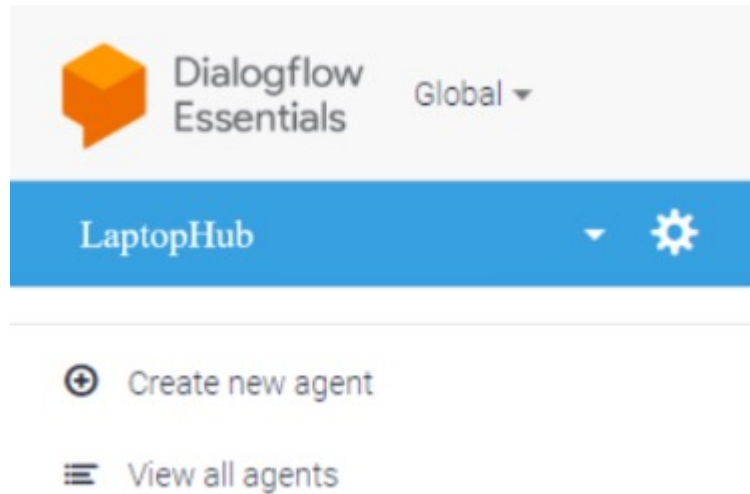 Dialogflow
Essentials
Global
LaptopHub
Create new agent
View all agents